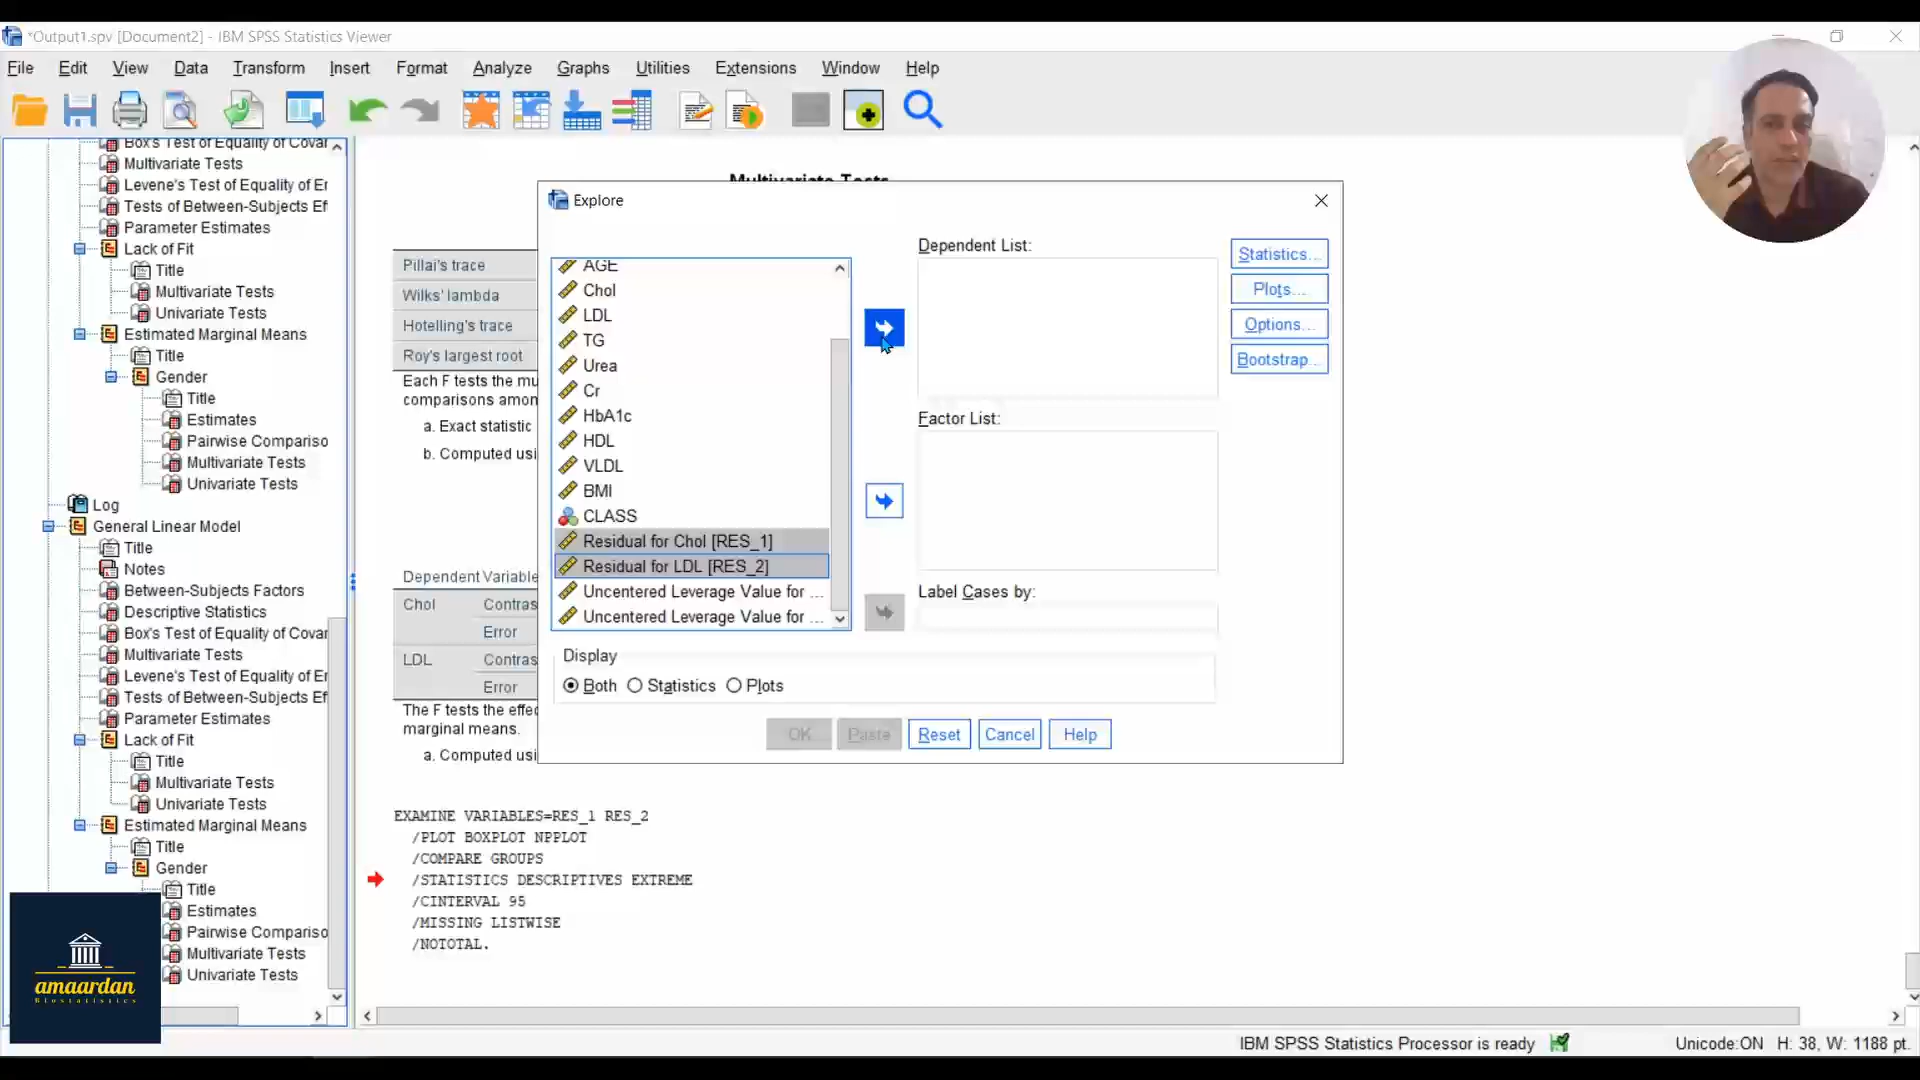 *Output1.spv [Document2] - IBM SPSS Statistics Viewer
File Edit View Data Transform Insert Format Analyze Graphs Utilities Extensions Window Help
Box's Test of Equality of Covar
Multivariate Tests
Levene's Test of Equality of Er
Tests of Between-Subjects Ef
Parameter Estimates
Lack of Fit
Title
Multivariate Tests
Univariate Tests
Estimated Marginal Means
Title
Gender
Title
Estimates
Pairwise Compariso
Multivariate Tests
Univariate Tests
Log
General Linear Model
Title
Notes
Between-Subjects Factors
Descriptive Statistics
Box's Test of Equality of Covar
Multivariate Tests
Levene's Test of Equality of Er
Tests of Between-Subjects Ef
Parameter Estimates
Lack of Fit
Title
Multivariate Tests
Univariate Tests
Estimated Marginal Means
Title
Gender
Title
Estimates
Pairwise Compariso
Multivariate Tests
Univariate Tests
amaardan
Biostatistics
Multivariate Tests
Pillai's trace
Wilks' lambda
Hotelling's trace
Roy's largest root
Each F tests the mu
comparisons amon
a. Exact statistic
b. Computed usi
Dependent Variable
Chol Contras
Error
LDL Contras
Error
The F tests the effec
marginal means.
a. Computed usi
EXAMINE VARIABLES=RES_1 RES_2
/PLOT BOXPLOT NPPLOT
/COMPARE GROUPS
/STATISTICS DESCRIPTIVES EXTREME
/CINTERVAL 95
/MISSING LISTWISE
/NOTOTAL.
Explore
AGE
Chol
LDL
TG
Urea
Cr
HbA1c
HDL
VLDL
BMI
CLASS
Residual for Chol [RES_1]
Residual for LDL [RES_2]
Uncentered Leverage Value for ...
Uncentered Leverage Value for ...
Dependent List:
Factor List:
Label Cases by:
Statistics...
Plots...
Options...
Bootstrap...
Display
Both Statistics Plots
OK Paste Reset Cancel Help
IBM SPSS Statistics Processor is ready Unicode:ON H: 38, W: 1188 pt.